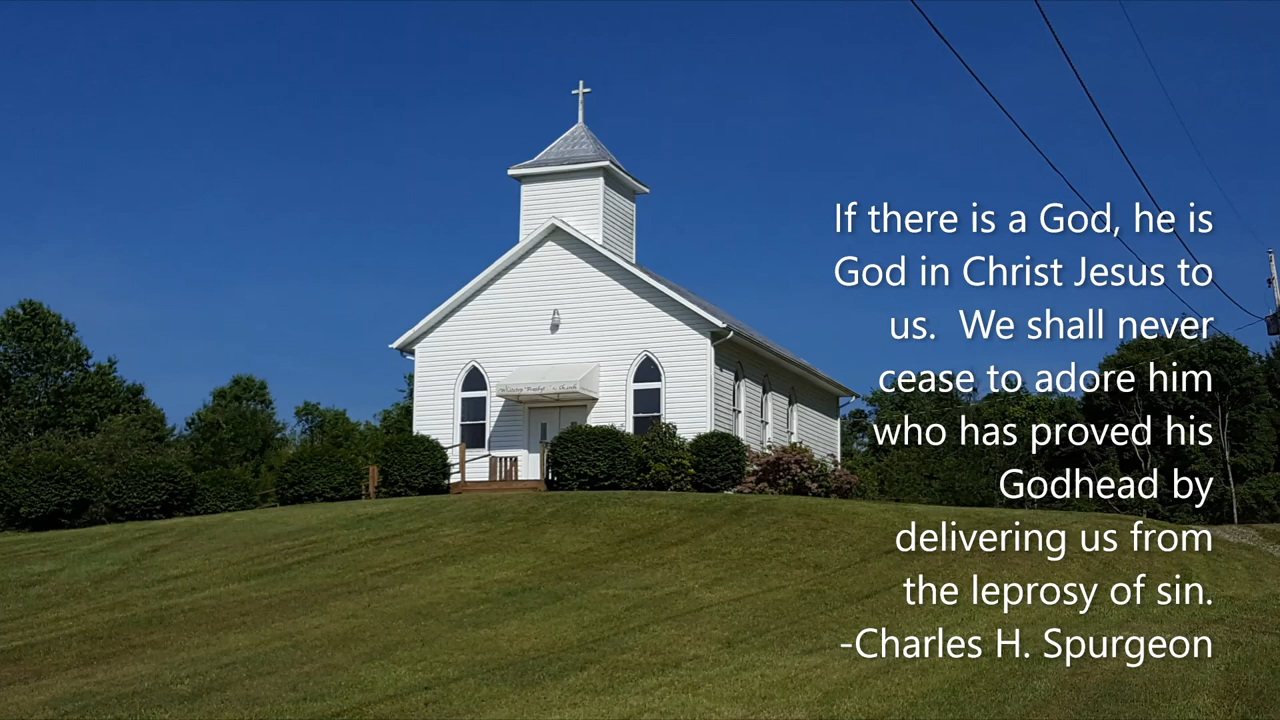 If there is a God, he is
God in Christ Jesus to
us.  We shall never
cease to adore him
who has proved his
Godhead by
delivering us from
the leprosy of sin.
-Charles H. Spurgeon
Church